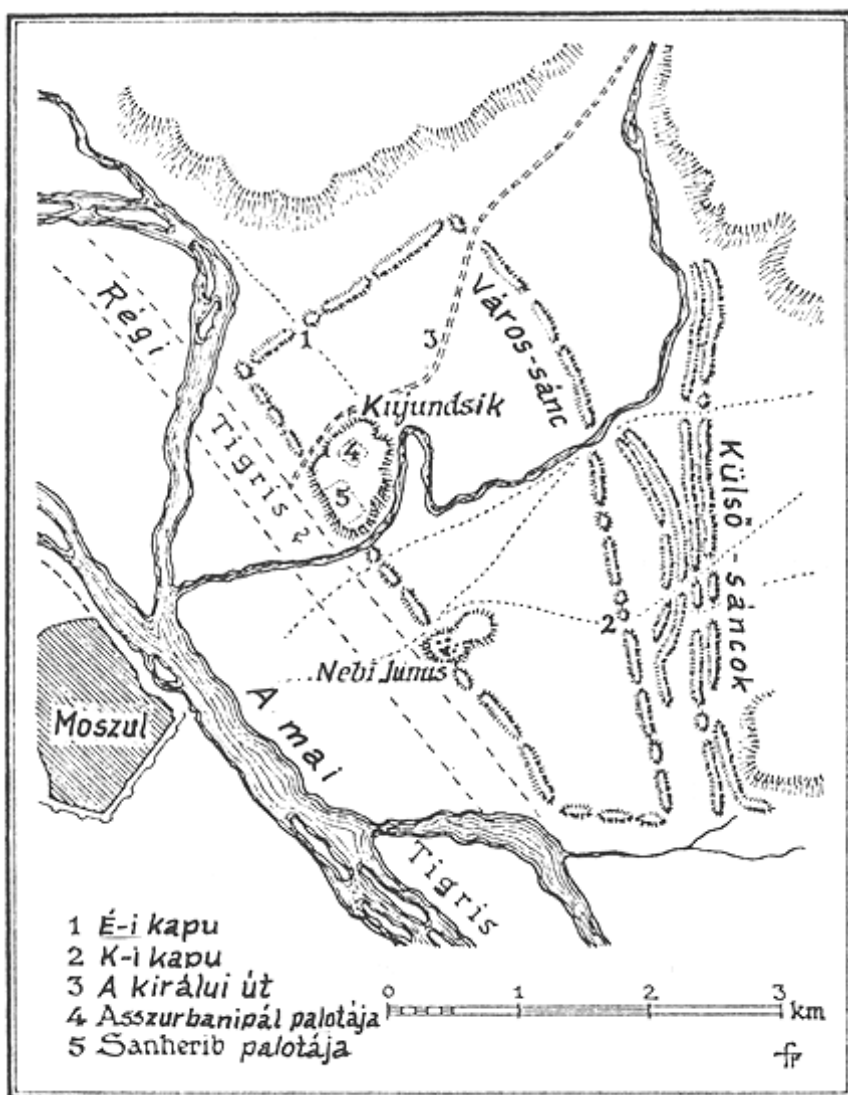 Régi
Tigris ?
1
3
Város-sánc
Kujundsik
4
5
Külső-sáncok
2
Nebi Junus
Moszul
A mai
Tigris
1 É-i kapu
2 K-i kapu
3 A királyi út
4 Asszurbanipál palotája
5 Sanherib palotája
0 1 2 3
km